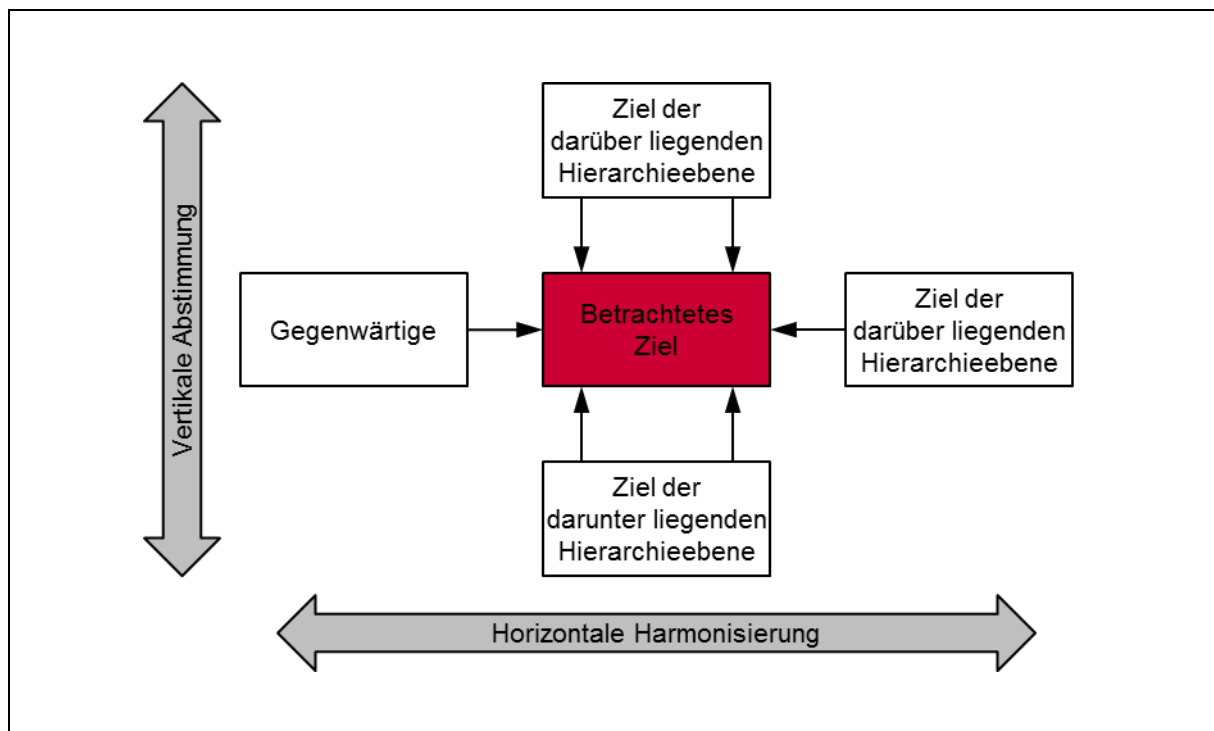 Ziel der
darüber liegenden
Hierarchieebene
Vertikale Abstimmung
Gegenwärtige
Betrachtetes
Ziel
Ziel der
darüber liegenden
Hierarchieebene
Ziel der
darunter liegenden
Hierarchieebene
Horizontale Harmonisierung